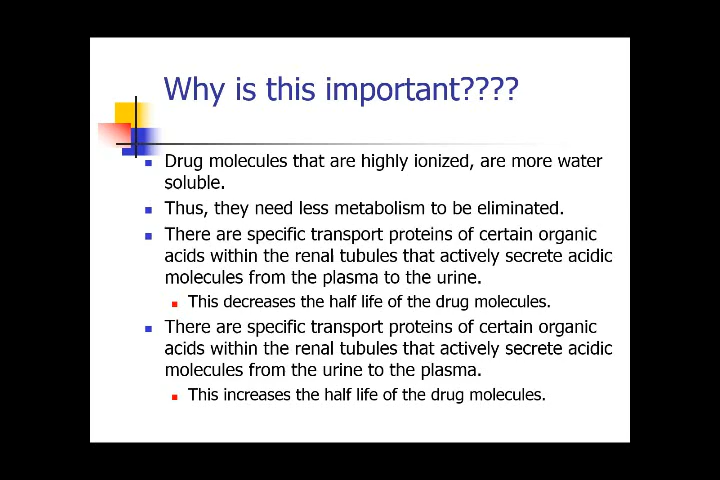 Why is this important????
Drug molecules that are highly ionized, are more water
soluble.
Thus, they need less metabolism to be eliminated.
There are specific transport proteins of certain organic
acids within the renal tubules that actively secrete acidic
molecules from the plasma to the urine.
This decreases the half life of the drug molecules.
There are specific transport proteins of certain organic
acids within the renal tubules that actively secrete acidic
molecules from the urine to the plasma.
This increases the half life of the drug molecules.